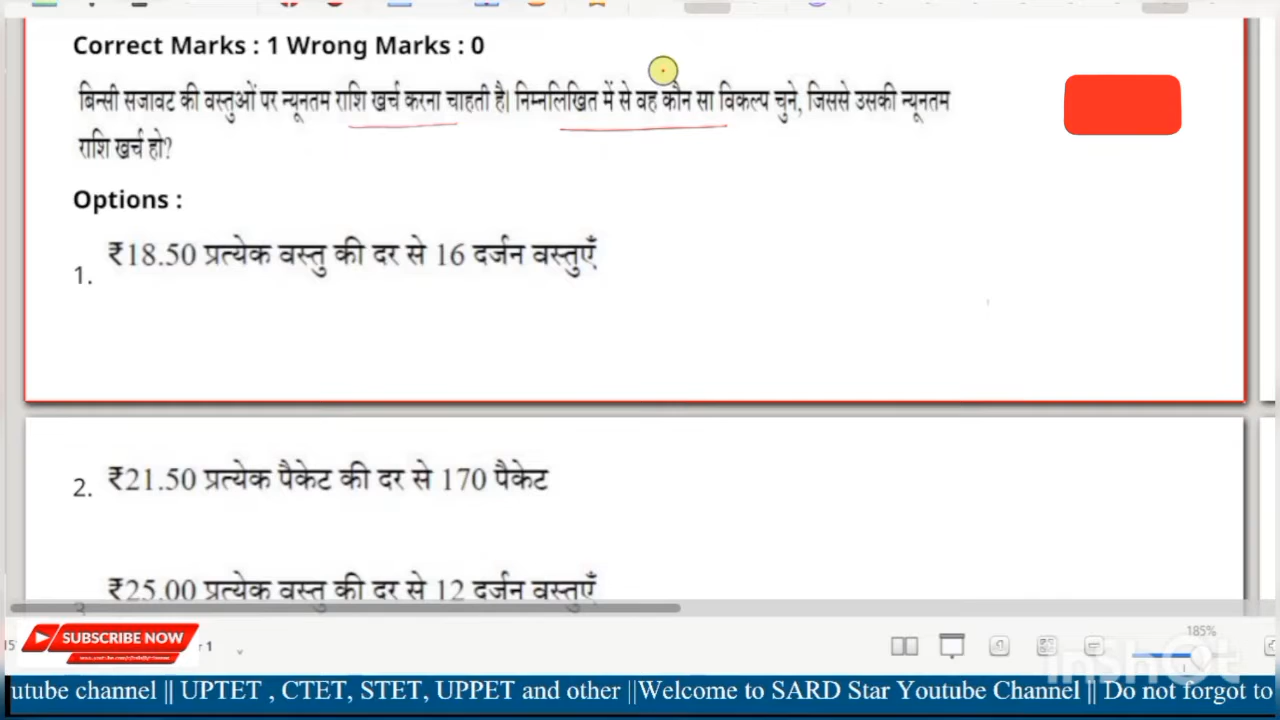 Correct Marks : 1 Wrong Marks : 0
बिन्सी सजावट की वस्तुओं पर न्यूनतम राशि खर्च करना चाहती है। निम्नलिखित में से वह कौन सा विकल्प चुने, जिससे उसकी न्यूनतम
राशि खर्च हो?
Options :
1. ₹18.50 प्रत्येक वस्तु की दर से 16 दर्जन वस्तुएँ
2. ₹21.50 प्रत्येक पैकेट की दर से 170 पैकेट
3. ₹25.00 प्रत्येक वस्तु की दर से 12 दर्जन वस्तुएँ
SUBSCRIBE NOW
185%
InShOt
utube channel || UPTET , CTET, STET, UPPET and other ||Welcome to SARD Star Youtube Channel || Do not forgot to